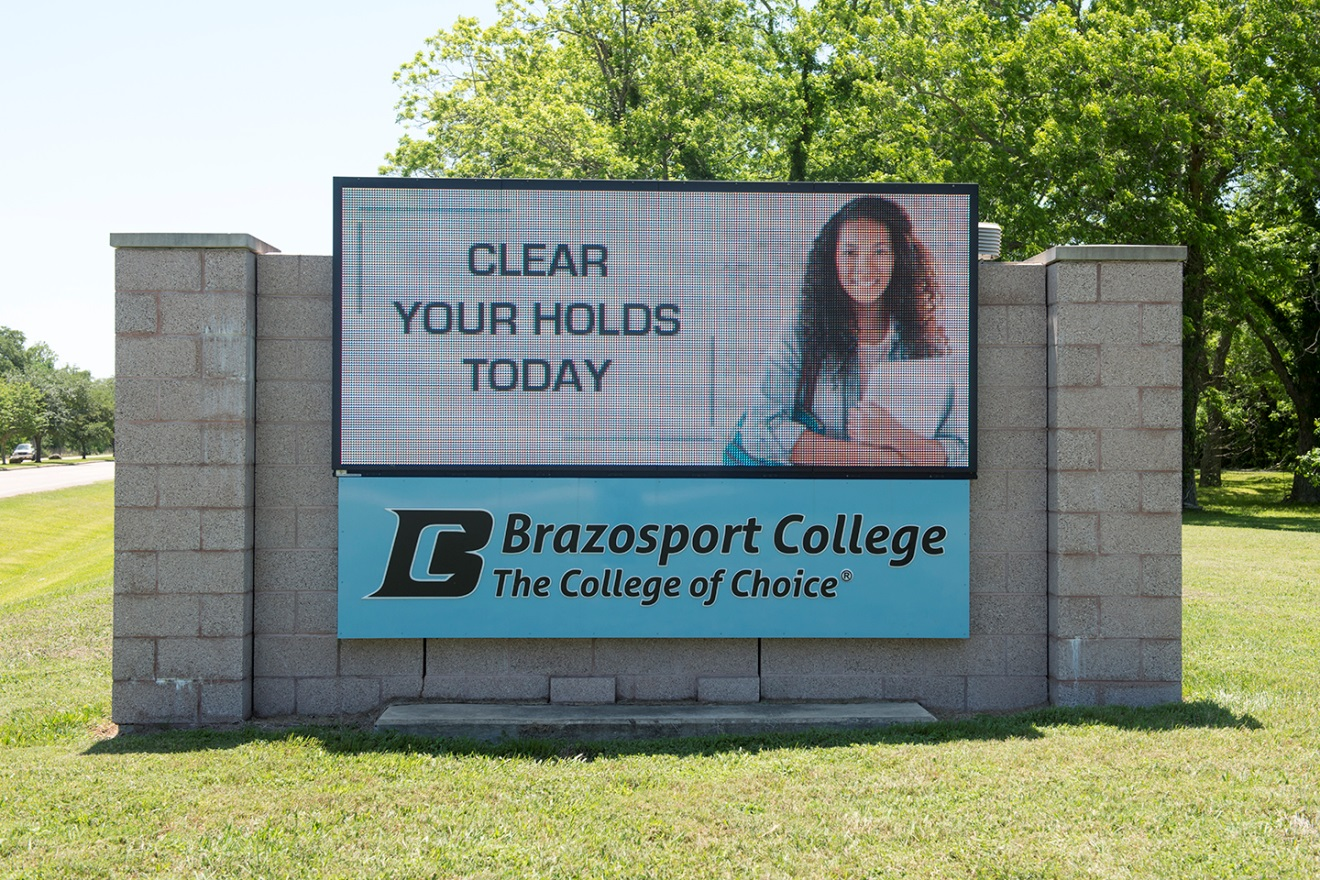 CLEAR
YOUR HOLDS
TODAY
Brazosport College
The College of Choice®